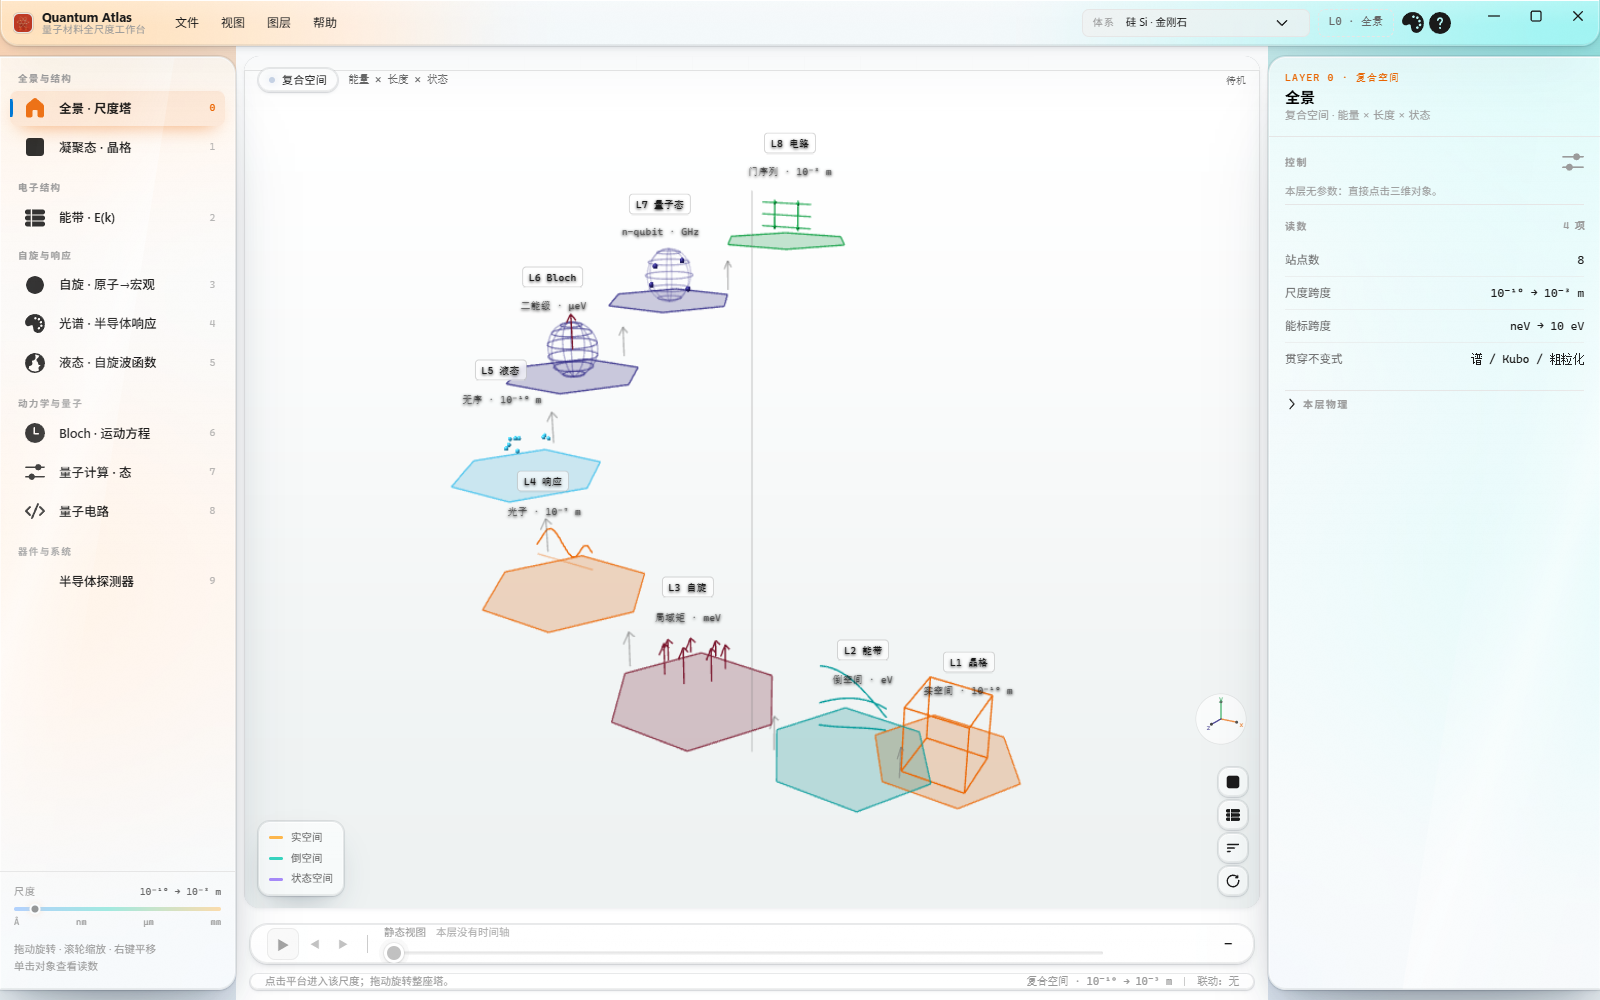 Quantum Atlas
量子材料全尺度工作台
文件
视图
图层
帮助
体系
硅 Si · 金刚石
L0 · 全景
全景与结构
全景 · 尺度塔
0
凝聚态 · 晶格
1
电子结构
能带 · E(k)
2
自旋与响应
自旋 · 原子→宏观
3
光谱 · 半导体响应
4
液态 · 自旋波函数
5
动力学与量子
Bloch · 运动方程
6
量子计算 · 态
7
量子电路
8
器件与系统
半导体探测器
9
尺度
Å
nm
μm
mm
拖动旋转 · 滚轮缩放 · 右键平移
单击对象查看读数
复合空间
能量 × 长度 × 状态
待机
L8 电路
L7 量子态
n-qubit · GHz
L6 Bloch
二能级 · μeV
L5 液态
L4 响应
L3 自旋
局域矩 · meV
L2 能带
倒空间 · eV
L1 晶格
实空间
倒空间
状态空间
静态视图
本层没有时间轴
点击平台进入该尺度；拖动旋转整座塔。
联动：无
LAYER 0 · 复合空间
全景
复合空间 · 能量 × 长度 × 状态
控制
本层无参数：直接点击三维对象。
读数
4 项
站点数
8
尺度跨度
能标跨度
neV → 10 eV
贯穿不变式
谱 / Kubo / 粗粒化
本层物理